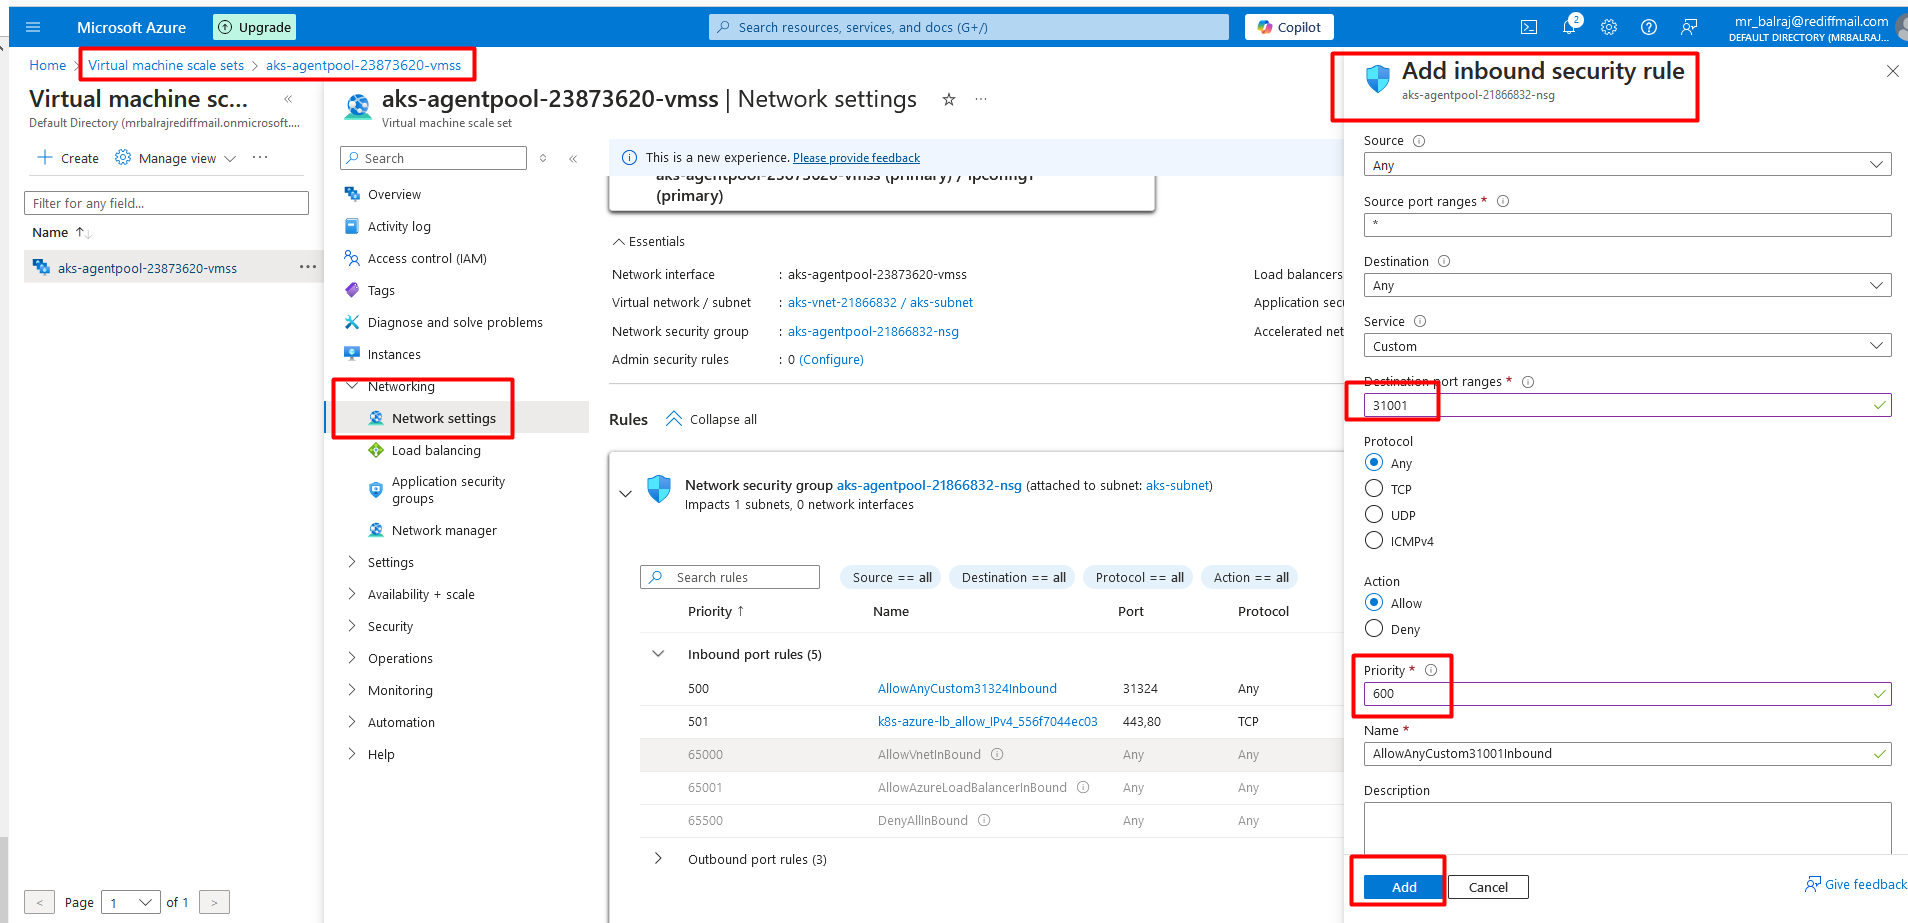 Microsoft Azure
Upgrade
Search resources, services, and docs (G+/)
Copilot
2
mr_balraj@rediffmail.com
DEFAULT DIRECTORY (MRBALRAJ...
Home > Virtual machine scale sets > aks-agentpool-23873620-vmss
Virtual machine sc...
«
Default Directory (mrbalrajrediffmail.onmicrosoft....
Create
Manage view
...
Filter for any field...
Name ↑↓
aks-agentpool-23873620-vmss
...
< Page 1 of 1 >
aks-agentpool-23873620-vmss | Network settings
...
Virtual machine scale set
Search
«
Overview
Activity log
Access control (IAM)
Tags
Diagnose and solve problems
Instances
Networking
Network settings
Load balancing
Application security
groups
Network manager
Settings
Availability + scale
Security
Operations
Monitoring
Automation
Help
This is a new experience. Please provide feedback
aks-agentpool-23873620-vmss (primary) / ipconfig1
(primary)
Essentials
Network interface : aks-agentpool-23873620-vmss
Load balancers
Virtual network / subnet : aks-vnet-21866832 / aks-subnet
Application secu
Network security group : aks-agentpool-21866832-nsg
Accelerated net
Admin security rules : 0 (Configure)
Rules
Collapse all
Network security group aks-agentpool-21866832-nsg (attached to subnet: aks-subnet)
Impacts 1 subnets, 0 network interfaces
Search rules
Source == all
Destination == all
Protocol == all
Action == all
Priority ↑ Name Port Protocol
Inbound port rules (5)
500 AllowAnyCustom31324Inbound 31324 Any
501 k8s-azure-lb_allow_IPv4_556f7044ec03 443,80 TCP
65000 AllowVnetInBound Any Any
65001 AllowAzureLoadBalancerInBound Any Any
65500 DenyAllInBound Any Any
Outbound port rules (3)
Add inbound security rule
aks-agentpool-21866832-nsg
Source
Any
Source port ranges *
*
Destination
Any
Service
Custom
Destination port ranges *
31001
Protocol
Any
TCP
UDP
ICMPv4
Action
Allow
Deny
Priority *
600
Name *
AllowAnyCustom31001Inbound
Description
Add
Cancel
Give feedback